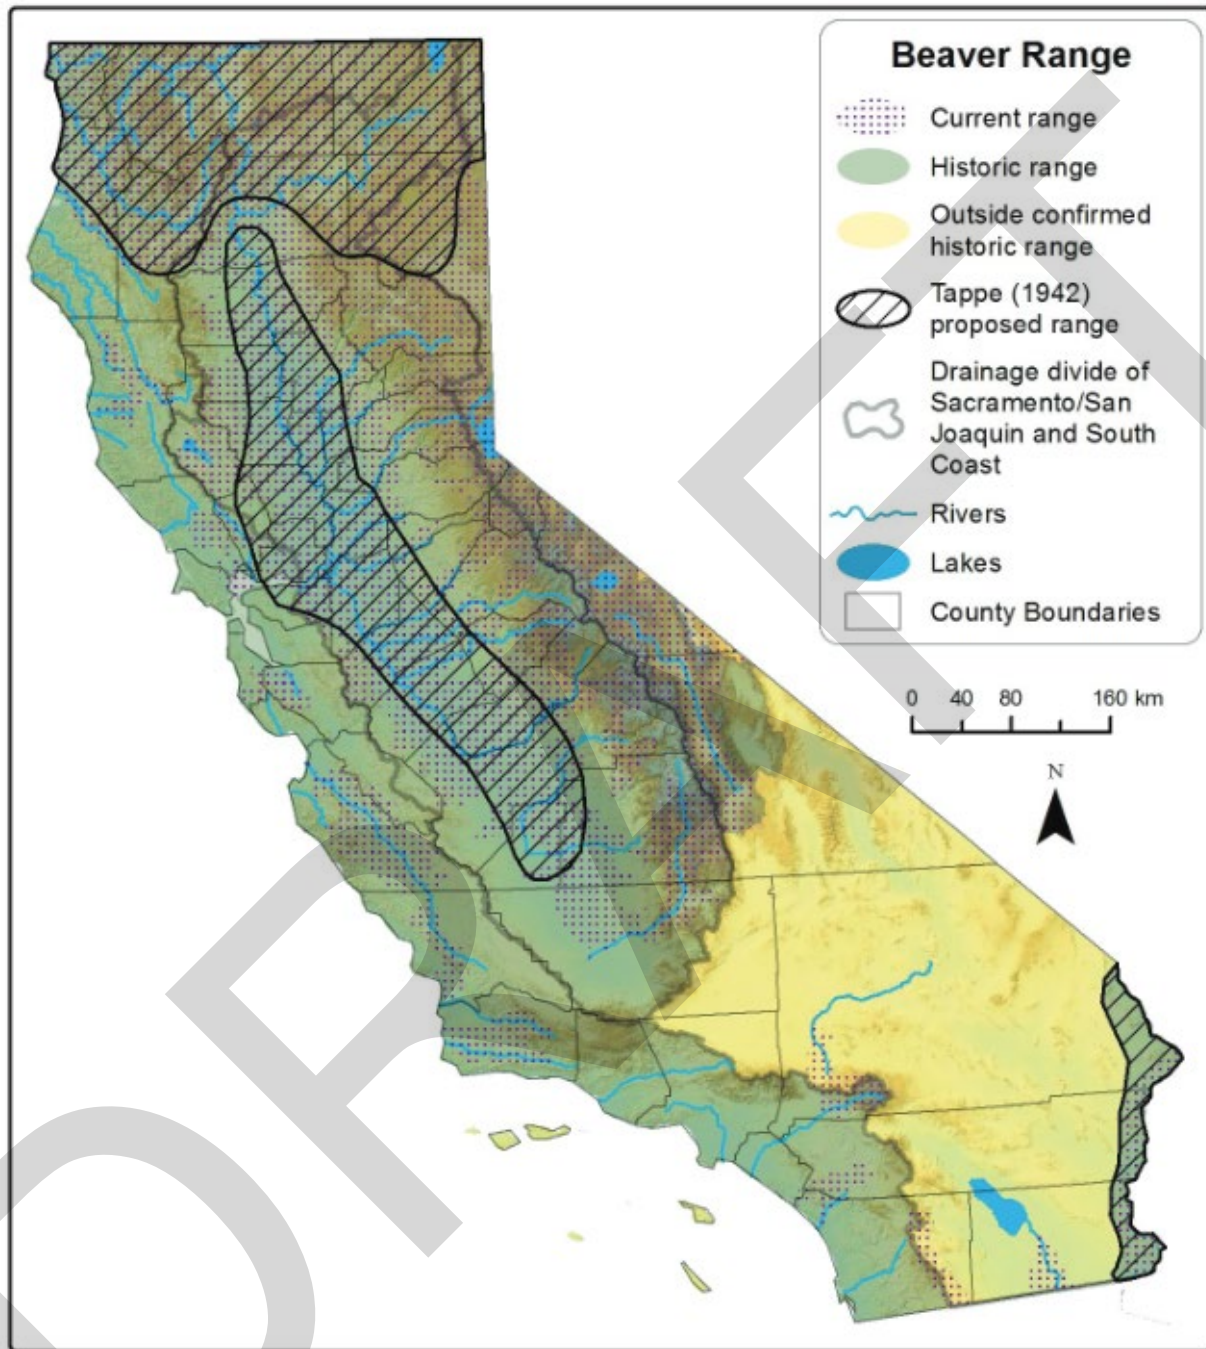 Beaver Range
Current range
Historic range
Outside confirmed
historic range
Tappe (1942)
proposed range
Drainage divide of
Sacramento/San
Joaquin and South
Coast
Rivers
Lakes
County Boundaries
0 40 80 160 km
N
DRAFT